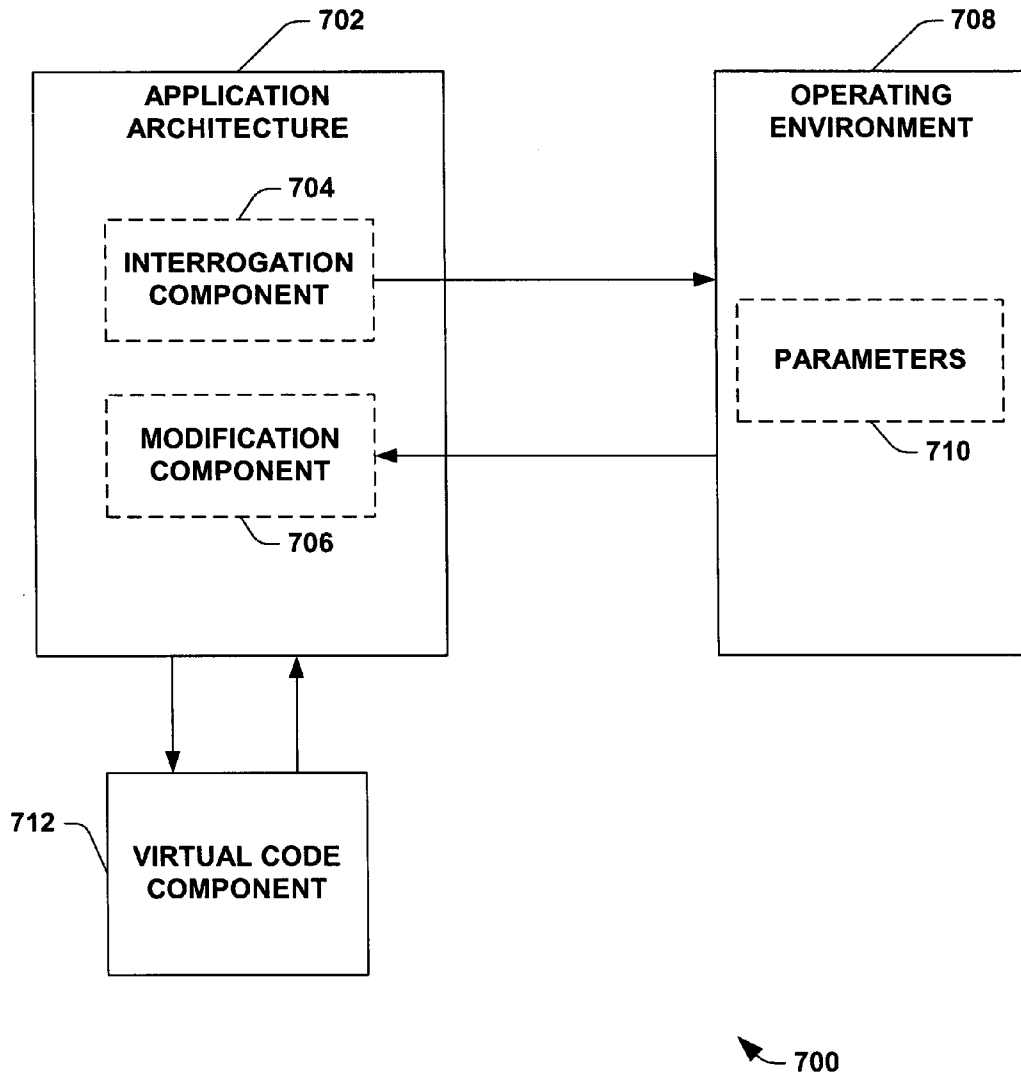 702
708
APPLICATION
ARCHITECTURE
OPERATING
ENVIRONMENT
704
INTERROGATION
COMPONENT
PARAMETERS
MODIFICATION
COMPONENT
710
706
712
VIRTUAL CODE
COMPONENT
700